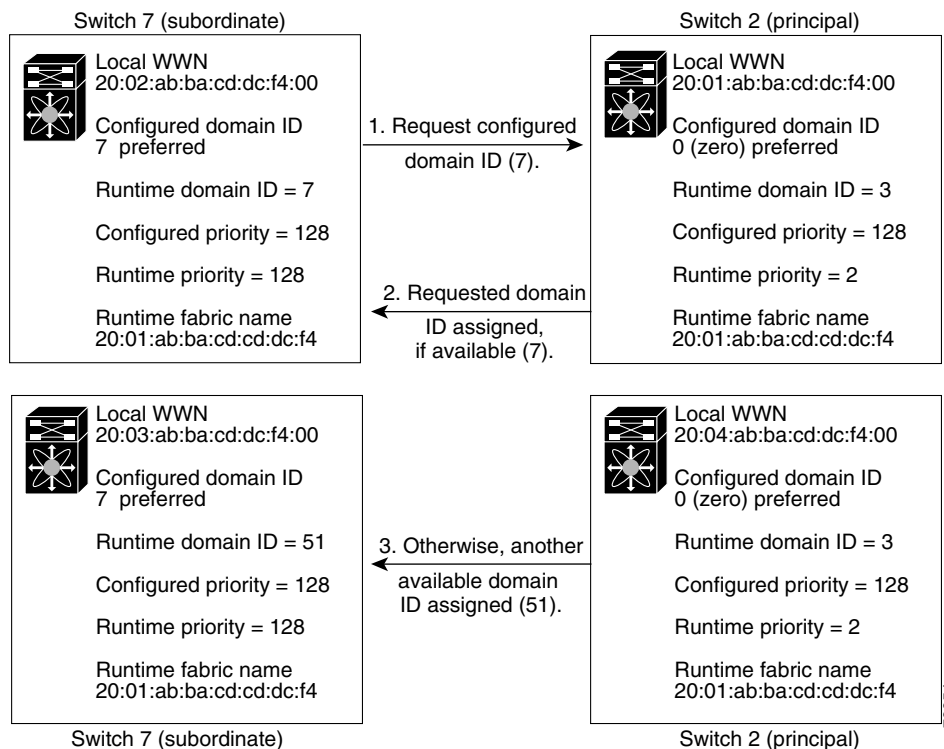 Switch 7 (subordinate)
Local WWN
20:02:ab:ba:cd:dc:f4:00
Configured domain ID
7 preferred
Runtime domain ID = 7
Configured priority = 128
Runtime priority = 128
Runtime fabric name
20:01:ab:ba:cd:cd:dc:f4
1. Request configured
domain ID (7).
2. Requested domain
ID assigned,
if available (7).
Switch 2 (principal)
Local WWN
20:01:ab:ba:cd:dc:f4:00
Configured domain ID
0 (zero) preferred
Runtime domain ID = 3
Configured priority = 128
Runtime priority = 2
Runtime fabric name
20:01:ab:ba:cd:cd:dc:f4
Local WWN
20:03:ab:ba:cd:dc:f4:00
Configured domain ID
7 preferred
Runtime domain ID = 51
Configured priority = 128
Runtime priority = 128
Runtime fabric name
20:01:ab:ba:cd:cd:dc:f4
Switch 7 (subordinate)
3. Otherwise, another
available domain
ID assigned (51).
Local WWN
20:04:ab:ba:cd:dc:f4:00
Configured domain ID
0 (zero) preferred
Runtime domain ID = 3
Configured priority = 128
Runtime priority = 2
Runtime fabric name
20:01:ab:ba:cd:cd:dc:f4
Switch 2 (principal)